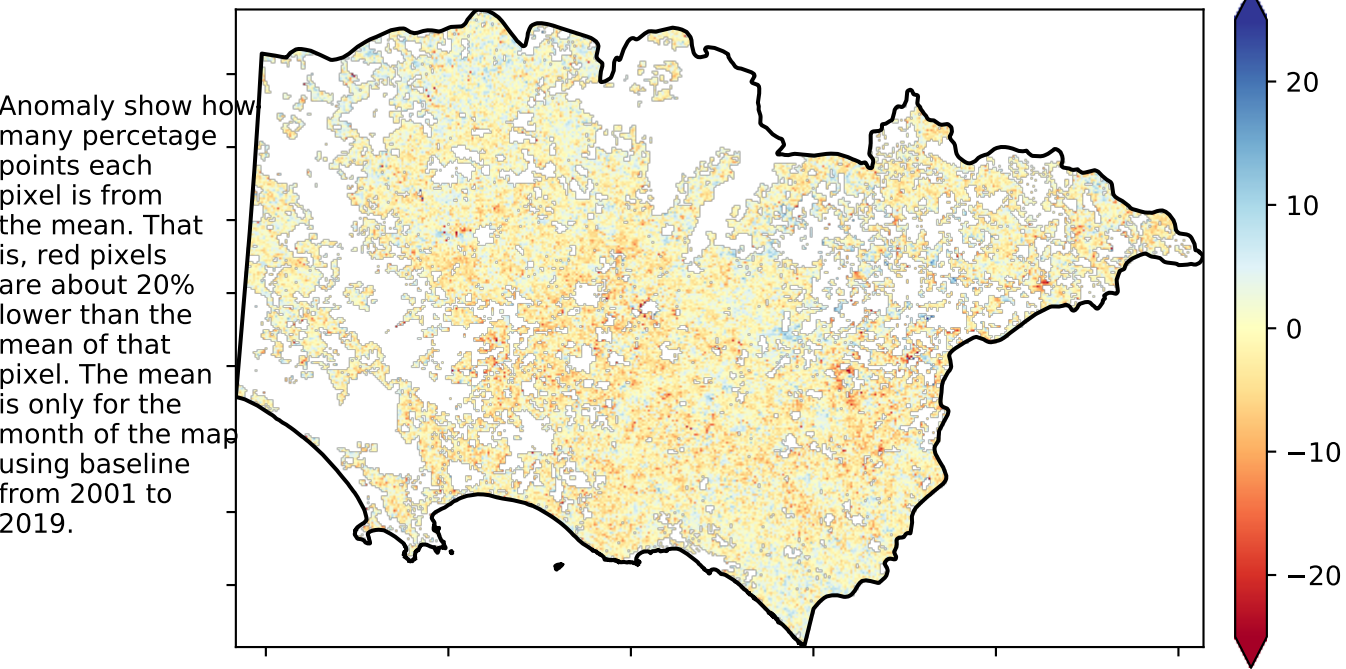 Anomaly show how
many percetage
points each
pixel is from
the mean. That
is, red pixels
are about 20%
lower than the
mean of that
pixel. The mean
is only for the
month of the map
using baseline
from 2001 to
2019.
20
10
0
−10
−20